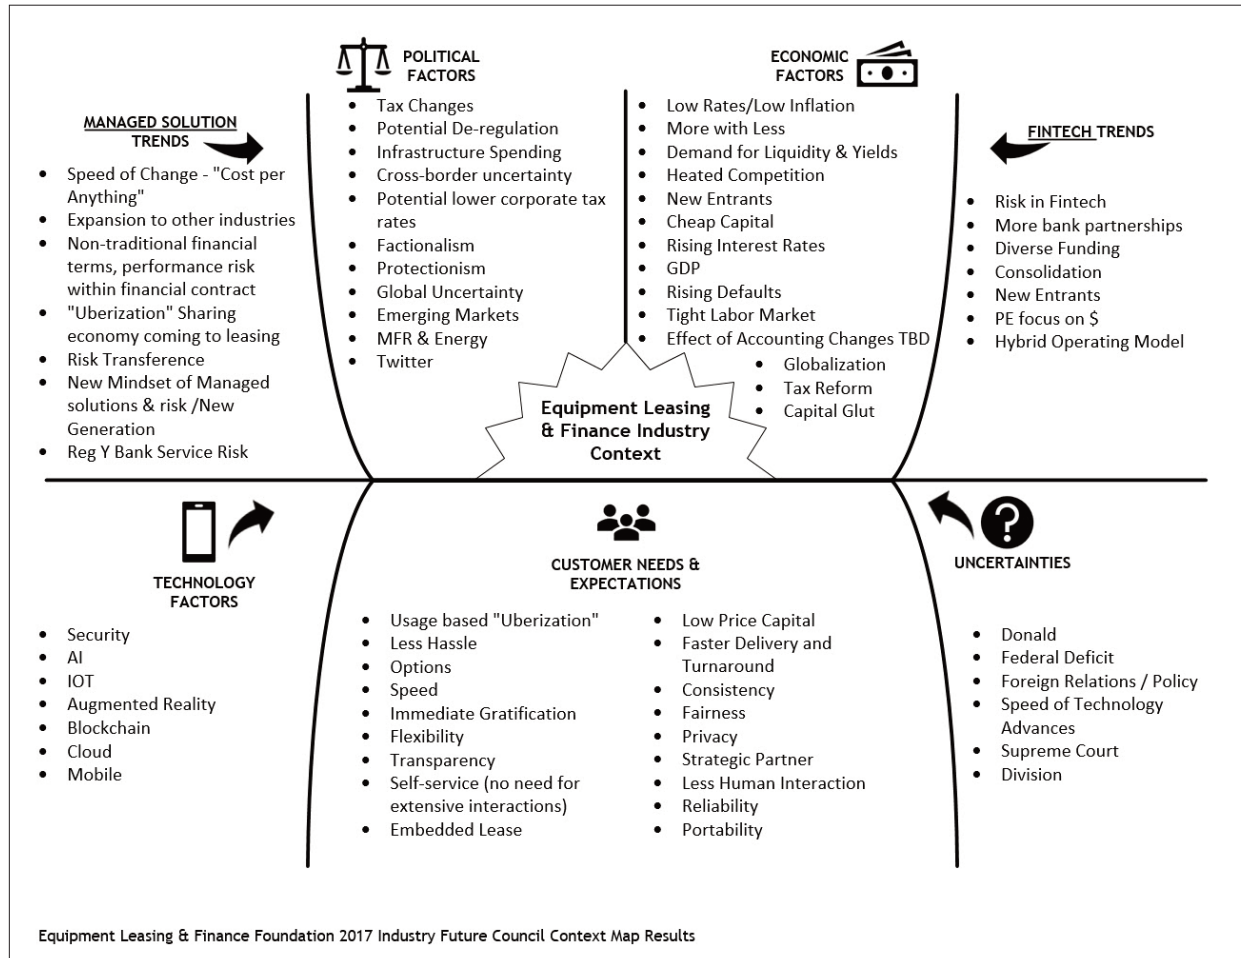 POLITICAL
FACTORS
• Tax Changes
• Potential De-regulation
• Infrastructure Spending
• Cross-border uncertainty
• Potential lower corporate tax
rates
• Factionalism
• Protectionism
• Global Uncertainty
• Emerging Markets
• MFR & Energy
• Twitter
ECONOMIC
FACTORS
• Low Rates/Low Inflation
• More with Less
• Demand for Liquidity & Yields
• Heated Competition
• New Entrants
• Cheap Capital
• Rising Interest Rates
• GDP
• Rising Defaults
• Tight Labor Market
• Effect of Accounting Changes TBD
• Globalization
• Tax Reform
• Capital Glut
MANAGED SOLUTION
TRENDS
• Speed of Change - "Cost per
Anything"
• Expansion to other industries
• Non-traditional financial
terms, performance risk
within financial contract
• "Uberization" Sharing
economy coming to leasing
• Risk Transference
• New Mindset of Managed
solutions & risk /New
Generation
• Reg Y Bank Service Risk
FINTECH TRENDS
• Risk in Fintech
• More bank partnerships
• Diverse Funding
• Consolidation
• New Entrants
• PE focus on $
• Hybrid Operating Model
Equipment Leasing
& Finance Industry
Context
TECHNOLOGY
FACTORS
• Security
• AI
• IOT
• Augmented Reality
• Blockchain
• Cloud
• Mobile
CUSTOMER NEEDS &
EXPECTATIONS
• Usage based "Uberization"
• Less Hassle
• Options
• Speed
• Immediate Gratification
• Flexibility
• Transparency
• Self-service (no need for
extensive interactions)
• Embedded Lease
• Low Price Capital
• Faster Delivery and
Turnaround
• Consistency
• Fairness
• Privacy
• Strategic Partner
• Less Human Interaction
• Reliability
• Portability
?
UNCERTAINTIES
• Donald
• Federal Deficit
• Foreign Relations / Policy
• Speed of Technology
Advances
• Supreme Court
• Division
Equipment Leasing & Finance Foundation 2017 Industry Future Council Context Map Results